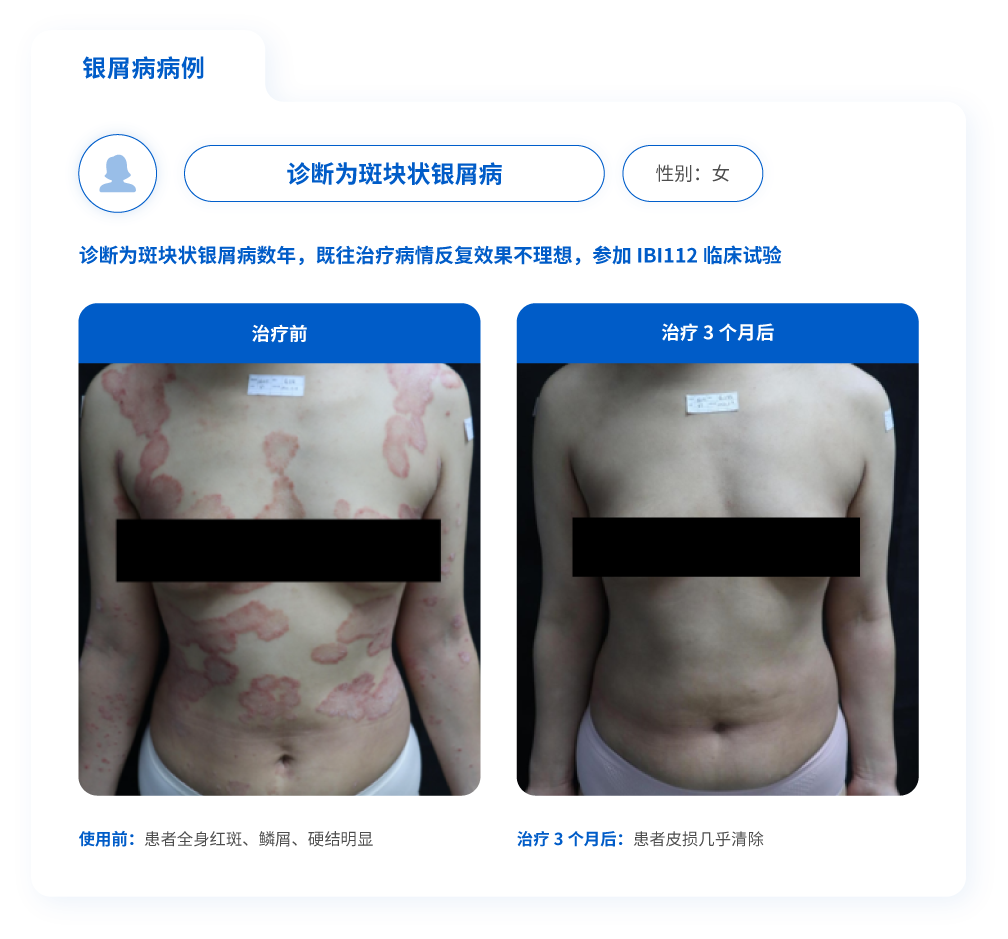 银屑病病例
诊断为斑块状银屑病
性别：女
诊断为斑块状银屑病数年，既往治疗病情反复效果不理想，参加 IBI112 临床试验
治疗前
治疗 3 个月后
使用前：患者全身红斑、鳞屑、硬结明显
治疗 3 个月后：患者皮损几乎清除